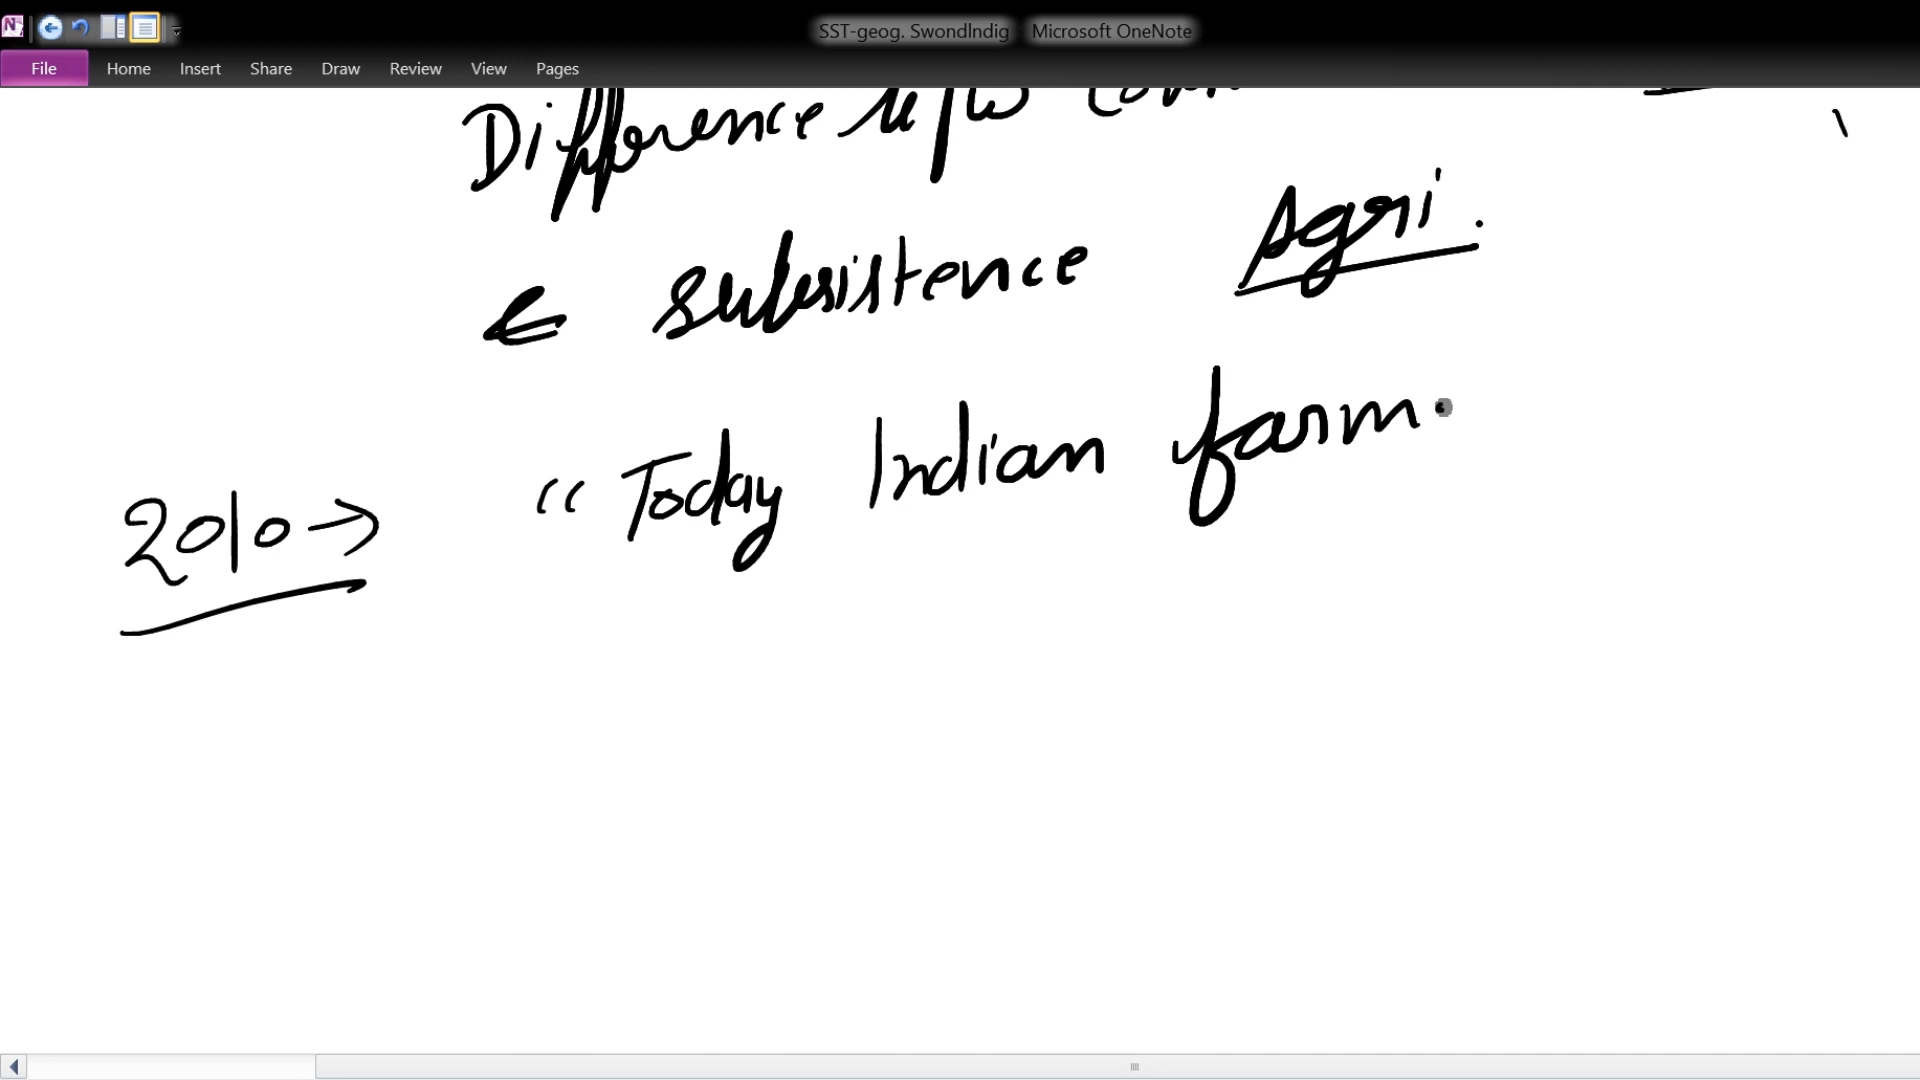 SST-geog. SwondIndig - Microsoft OneNote
File Home Insert Share Draw Review View Pages
Difference
& subsistence Agri.
2010→ "Today Indian farm